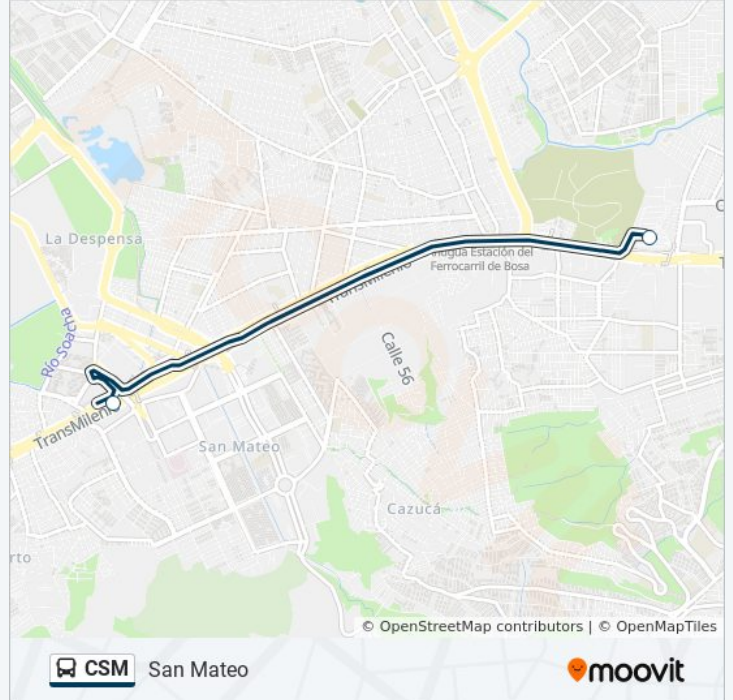 La Despensa
Estación del
Ferrocarril de Bosa
TransMilenio
Río Soacha
Calle 56
TransMilenio
San Mateo
Cazucá
© OpenStreetMap contributors | © OpenMapTiles
CSM San Mateo
moovit